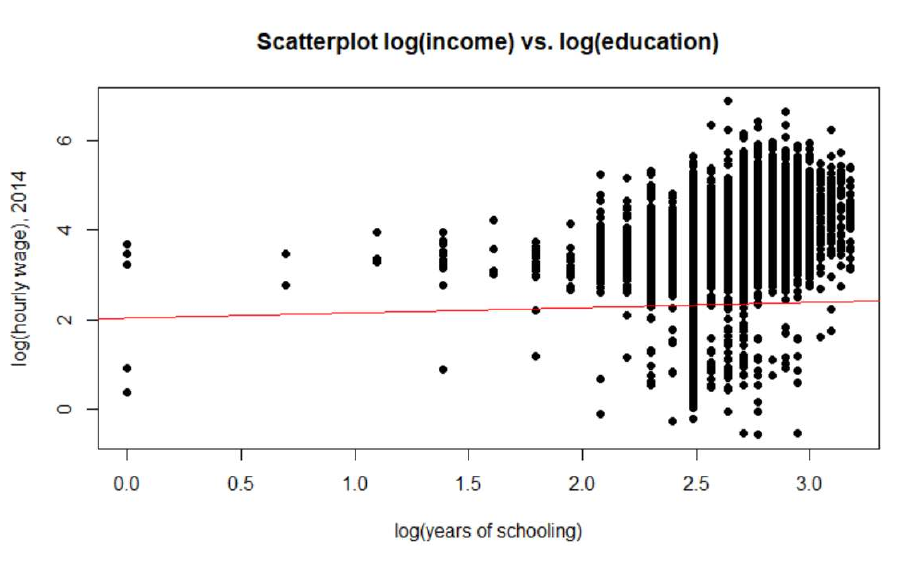 Scatterplot log(income) vs. log(education)
log(hourly wage), 2014
6
4
2
0
0.0 0.5 1.0 1.5 2.0 2.5 3.0
log(years of schooling)